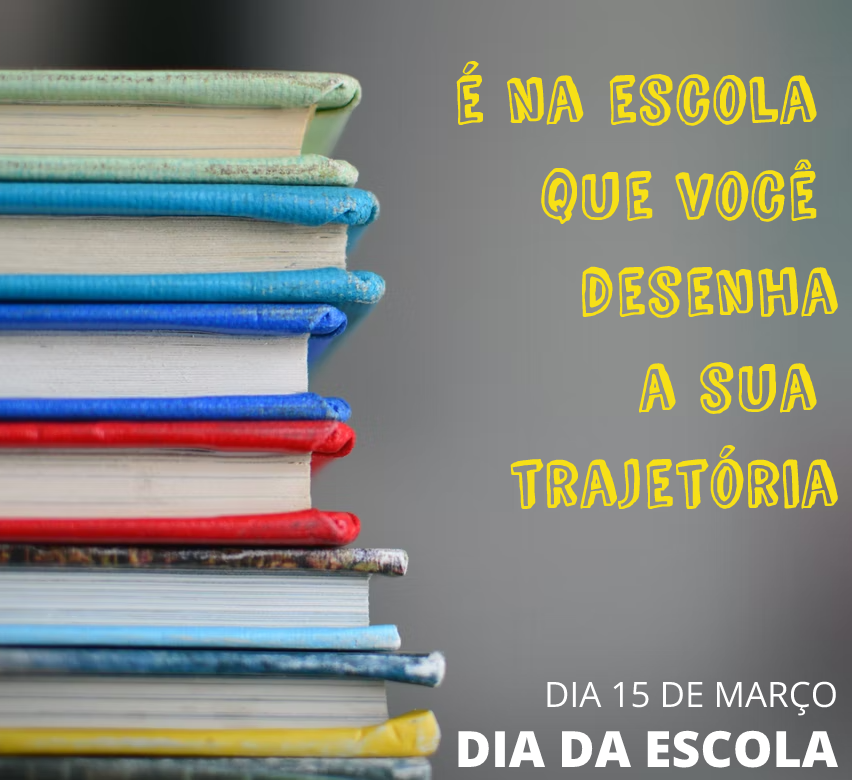 É NA ESCOLA
QUE VOCÊ
DESENHA
A SUA
TRAJETÓRIA
DIA 15 DE MARÇO
DIA DA ESCOLA